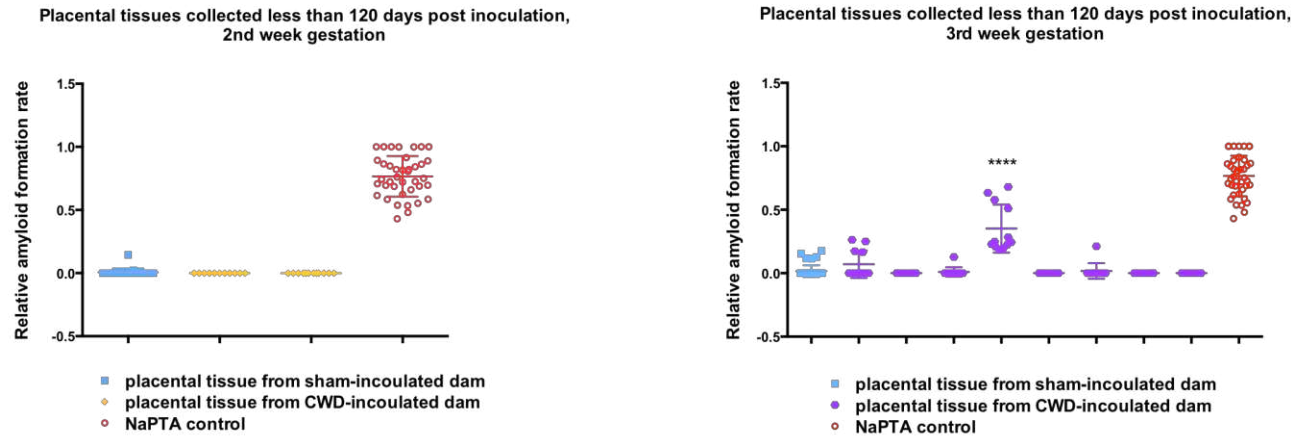 Placental tissues collected less than 120 days post inoculation,
2nd week gestation
Relative amyloid formation rate
1.5
1.0
0.5
0.0
-0.5
placental tissue from sham-incoulated dam
placental tissue from CWD-incoulated dam
NaPTA control
Placental tissues collected less than 120 days post inoculation,
3rd week gestation
Relative amyloid formation rate
1.5
1.0
****
0.5
0.0
-0.5
placental tissue from sham-incoulated dam
placental tissue from CWD-incoulated dam
NaPTA control